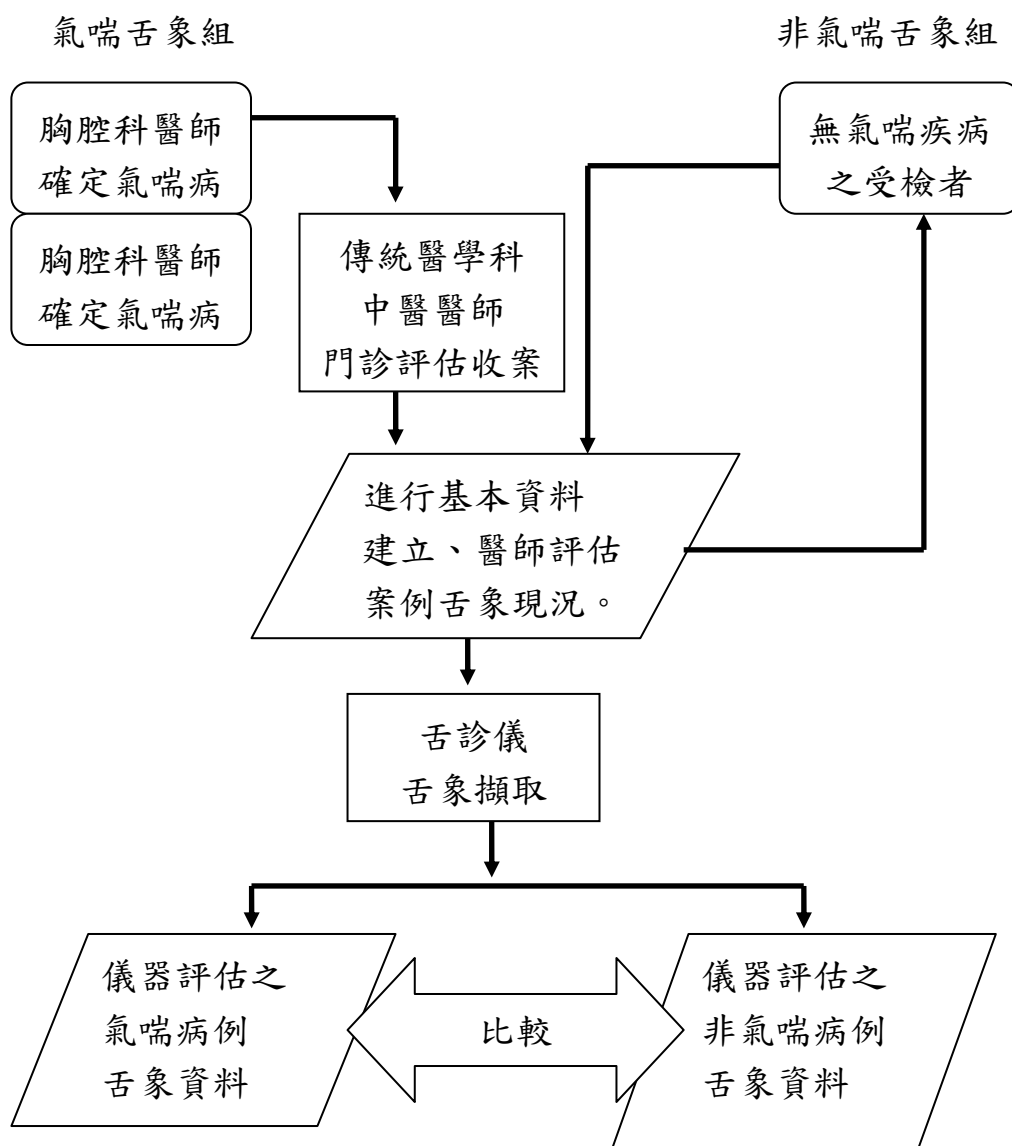 氣喘舌象組
非氣喘舌象組
胸腔科醫師
確定氣喘病
無氣喘疾病
之受檢者
胸腔科醫師
確定氣喘病
傳統醫學科
中醫醫師
門診評估收案
進行基本資料
建立、醫師評估
案例舌象現況。
舌診儀
舌象擷取
儀器評估之
氣喘病例
舌象資料
比較
儀器評估之
非氣喘病例
舌象資料